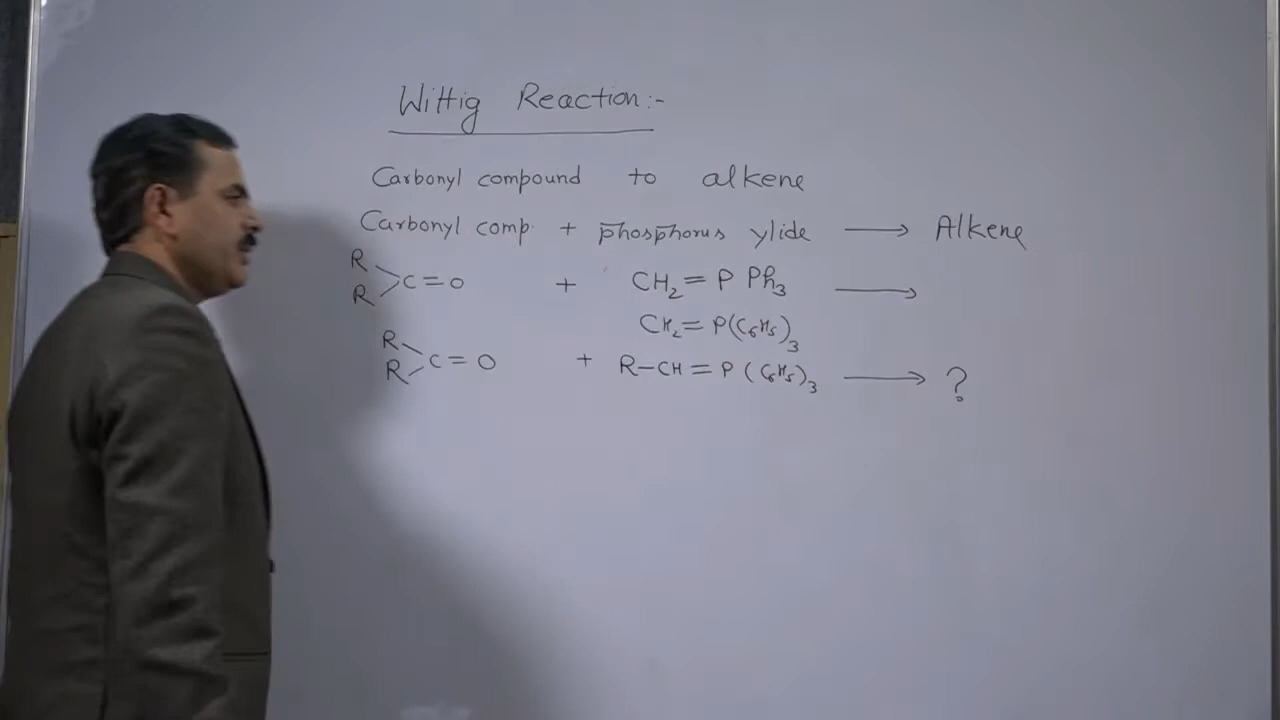 Wittig Reaction:-
Carbonyl compound to alkene
Carbonyl comp. + phosphorus ylide ⟶ Alkene
R
R >C=O + CH₂=P Ph₃ ⟶
CH₂=P(C₆H₅)₃
R
R >C=O + R-CH=P(C₆H₅)₃ ⟶ ?